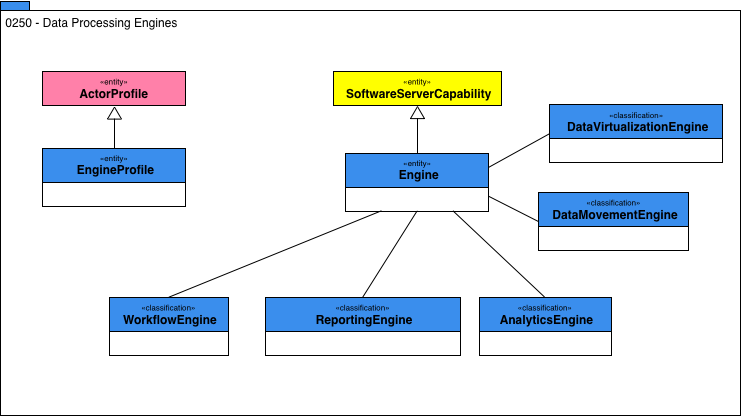 0250 - Data Processing Engines
«entity»
ActorProfile
«entity»
SoftwareServerCapability
«classification»
DataVirtualizationEngine
«entity»
EngineProfile
«entity»
Engine
«classification»
DataMovementEngine
«classification»
WorkflowEngine
«classification»
ReportingEngine
«classification»
AnalyticsEngine